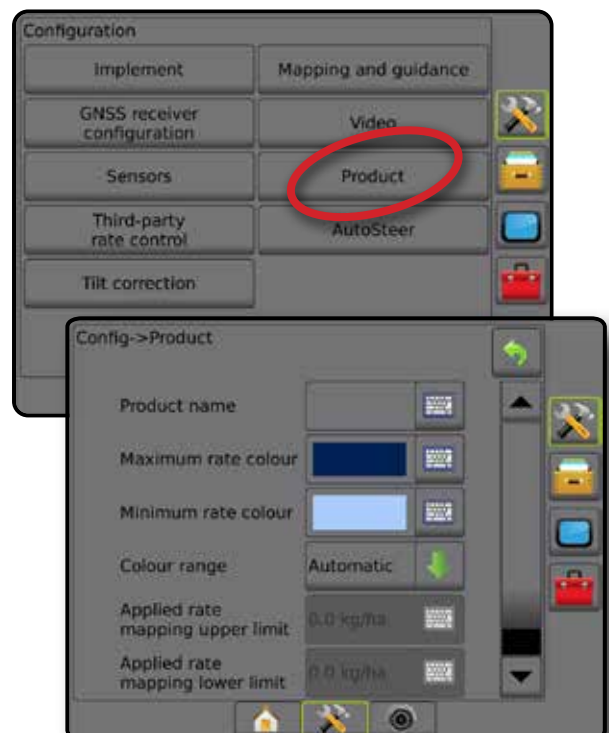 Configuration
Implement
Mapping and guidance
GNSS receiver
configuration
Video
Sensors
Product
Third-party
rate control
AutoSteer
Tilt correction
Config->Product
Product name
Maximum rate colour
Minimum rate colour
Colour range
Automatic
Applied rate
mapping upper limit
0.0 kg/ha
Applied rate
mapping lower limit
0.0 kg/ha